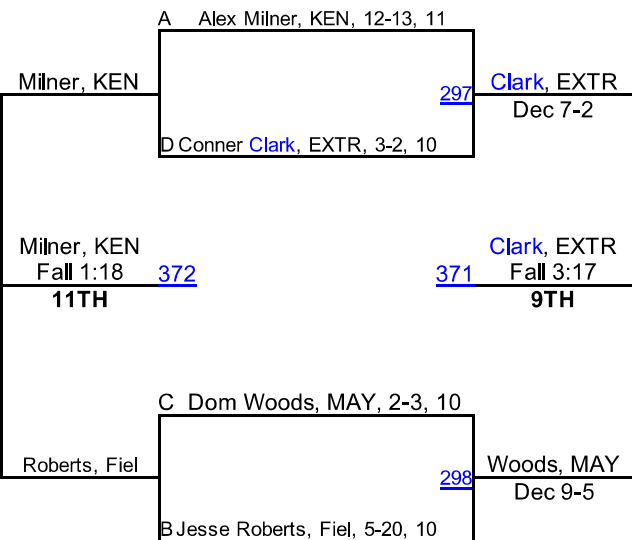 A Alex Milner, KEN, 12-13, 11
Milner, KEN
297
Clark, EXTR
Dec 7-2
D Conner Clark, EXTR, 3-2, 10
Milner, KEN
Fall 1:18
372
11TH
Clark, EXTR
371
Fall 3:17
9TH
C Dom Woods, MAY, 2-3, 10
Roberts, Fiel
298
Woods, MAY
Dec 9-5
B Jesse Roberts, Fiel, 5-20, 10